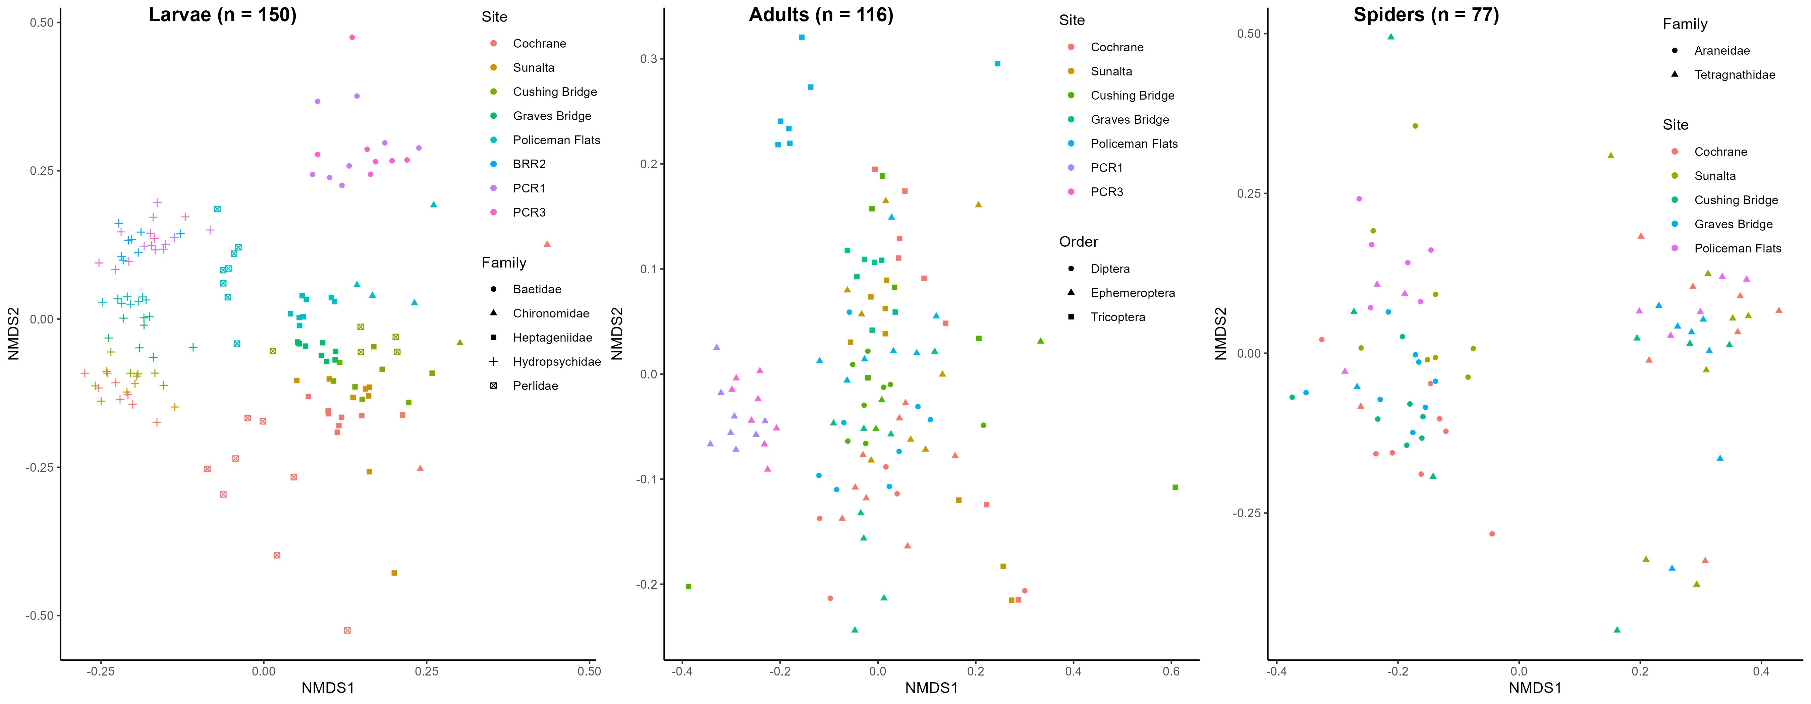 Larvae (n = 150)
NMDS2
0.50
0.25
0.00
-0.25
-0.50
-0.25
0.00
0.25
0.50
NMDS1
Site
Cochrane
Sunalta
Cushing Bridge
Graves Bridge
Policeman Flats
BRR2
PCR1
PCR3
Family
Baetidae
Chironomidae
Heptageniidae
Hydropsychidae
Perlidae
Adults (n = 116)
NMDS2
0.3
0.2
0.1
0.0
-0.1
-0.2
-0.4
-0.2
0.0
0.2
0.4
0.6
NMDS1
Site
Cochrane
Sunalta
Cushing Bridge
Graves Bridge
Policeman Flats
PCR1
PCR3
Order
Diptera
Ephemeroptera
Tricoptera
Spiders (n = 77)
NMDS2
0.50
0.25
0.00
-0.25
-0.4
-0.2
0.0
0.2
0.4
NMDS1
Family
Araneidae
Tetragnathidae
Site
Cochrane
Sunalta
Cushing Bridge
Graves Bridge
Policeman Flats